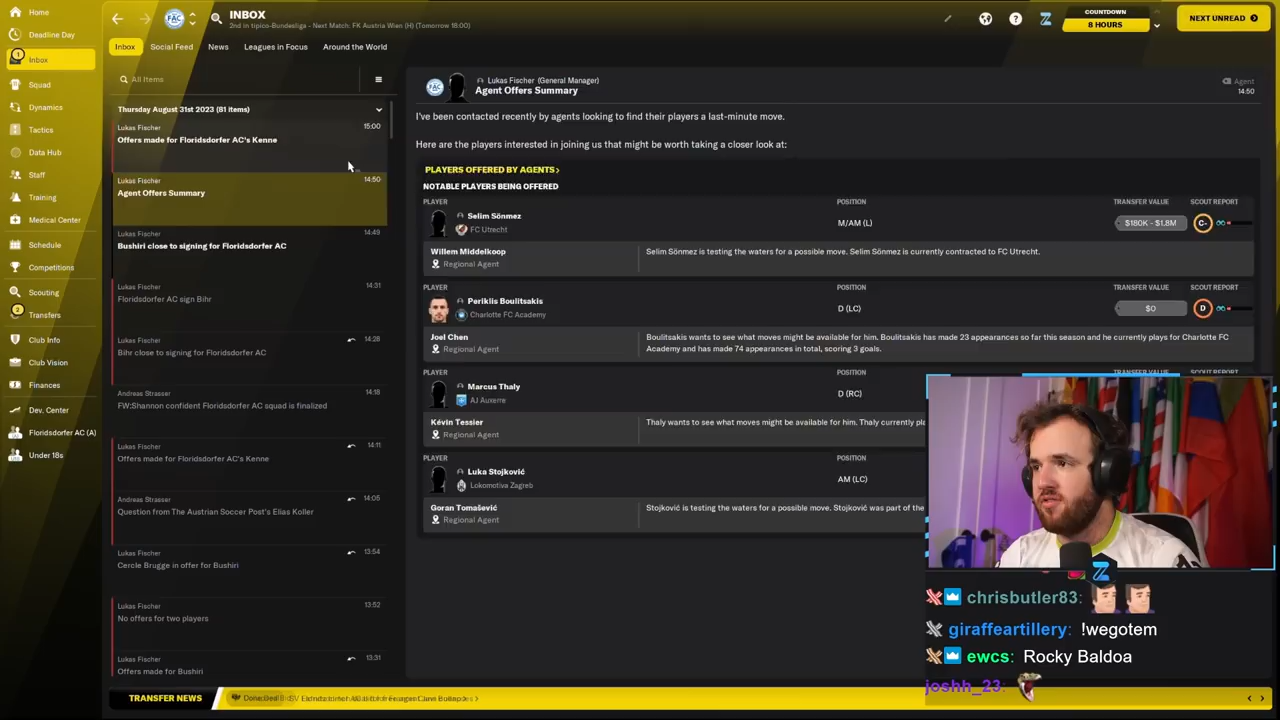 Home
Deadline Day
1
Inbox
Squad
Dynamics
Tactics
Data Hub
Staff
Training
Medical Center
Schedule
Competitions
Scouting
2
Transfers
Club Info
Club Vision
Finances
Dev. Center
Floridsdorfer AC (A)
Under 18s
FAC
INBOX
2nd in tipico-Bundesliga - Next Match: FK Austria Wien (H) (Tomorrow 18:00)
COUNTDOWN
8 HOURS
NEXT UNREAD
Inbox
Social Feed
News
Leagues in Focus
Around the World
All Items
Thursday August 31st 2023 (81 Items)
Lukas Fischer
15:00
Offers made for Floridsdorfer AC's Kenne
Lukas Fischer
14:50
Agent Offers Summary
Lukas Fischer
14:49
Bushiri close to signing for Floridsdorfer AC
Lukas Fischer
14:31
Floridsdorfer AC sign Bihr
Lukas Fischer
14:28
Bihr close to signing for Floridsdorfer AC
Andreas Strasser
14:18
FW:Shannon confident Floridsdorfer AC squad is finalized
Lukas Fischer
14:11
Offers made for Floridsdorfer AC's Kenne
Andreas Strasser
14:05
Question from The Austrian Soccer Post's Elias Koller
Lukas Fischer
13:54
Cercle Brugge in offer for Bushiri
Lukas Fischer
13:52
No offers for two players
Lukas Fischer
13:31
Offers made for Bushiri
FAC
Lukas Fischer (General Manager)
Agent Offers Summary
Agent
14:50
I've been contacted recently by agents looking to find their players a last-minute move.
Here are the players interested in joining us that might be worth taking a closer look at:
PLAYERS OFFERED BY AGENTS>
NOTABLE PLAYERS BEING OFFERED
PLAYER
POSITION
TRANSFER VALUE
SCOUT REPORT
Selim Sönmez
FC Utrecht
M/AM (L)
$180K - $1.8M
C-
Willem Middelkoop
Regional Agent
Selim Sönmez is testing the waters for a possible move. Selim Sönmez is currently contracted to FC Utrecht.
PLAYER
POSITION
TRANSFER VALUE
SCOUT REPORT
Periklis Boulitsakis
Charlotte FC Academy
D (LC)
$0
D
Joel Chen
Regional Agent
Boulitsakis wants to see what moves might be available for him. Boulitsakis has made 23 appearances so far this season and he currently plays for Charlotte FC
Academy and has made 74 appearances in total, scoring 3 goals.
PLAYER
POSITION
TRANSFER VALUE
SCOUT REPORT
Marcus Thaly
AJ Auxerre
D (RC)
Kévin Tessier
Regional Agent
Thaly wants to see what moves might be available for him. Thaly currently pla
PLAYER
POSITION
Luka Stojković
Lokomotiva Zagreb
AM (LC)
Goran Tomašević
Regional Agent
Stojković is testing the waters for a possible move. Stojković was part of the
chrisbutler83:
giraffeartillery: !wegotem
ewcs: Rocky Baldoa
joshh_23:
TRANSFER NEWS
Done Deal